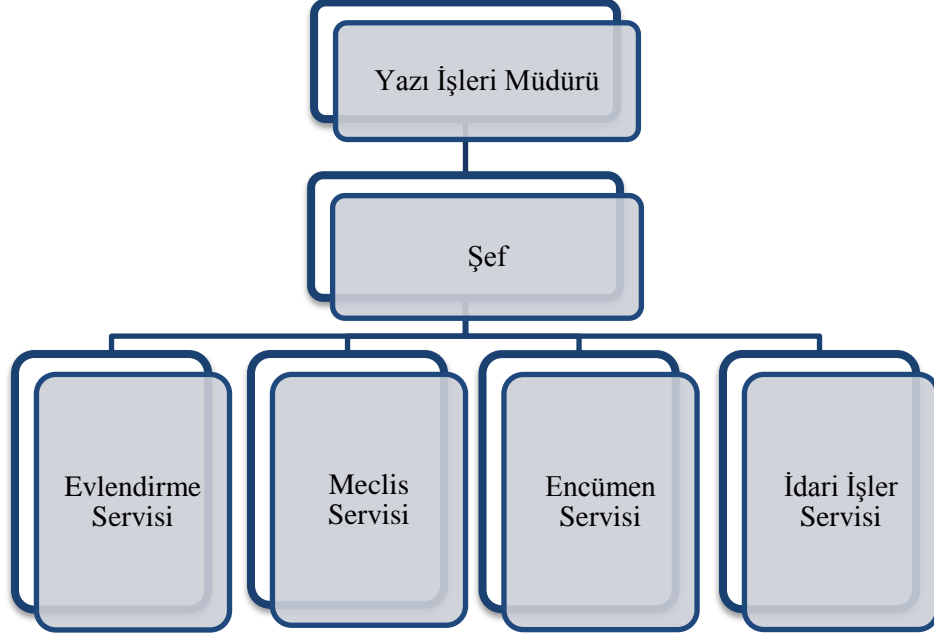 Yazı İşleri Müdürü
Şef
Evlendirme
Servisi
Meclis
Servisi
Encümen
Servisi
İdari İşler
Servisi